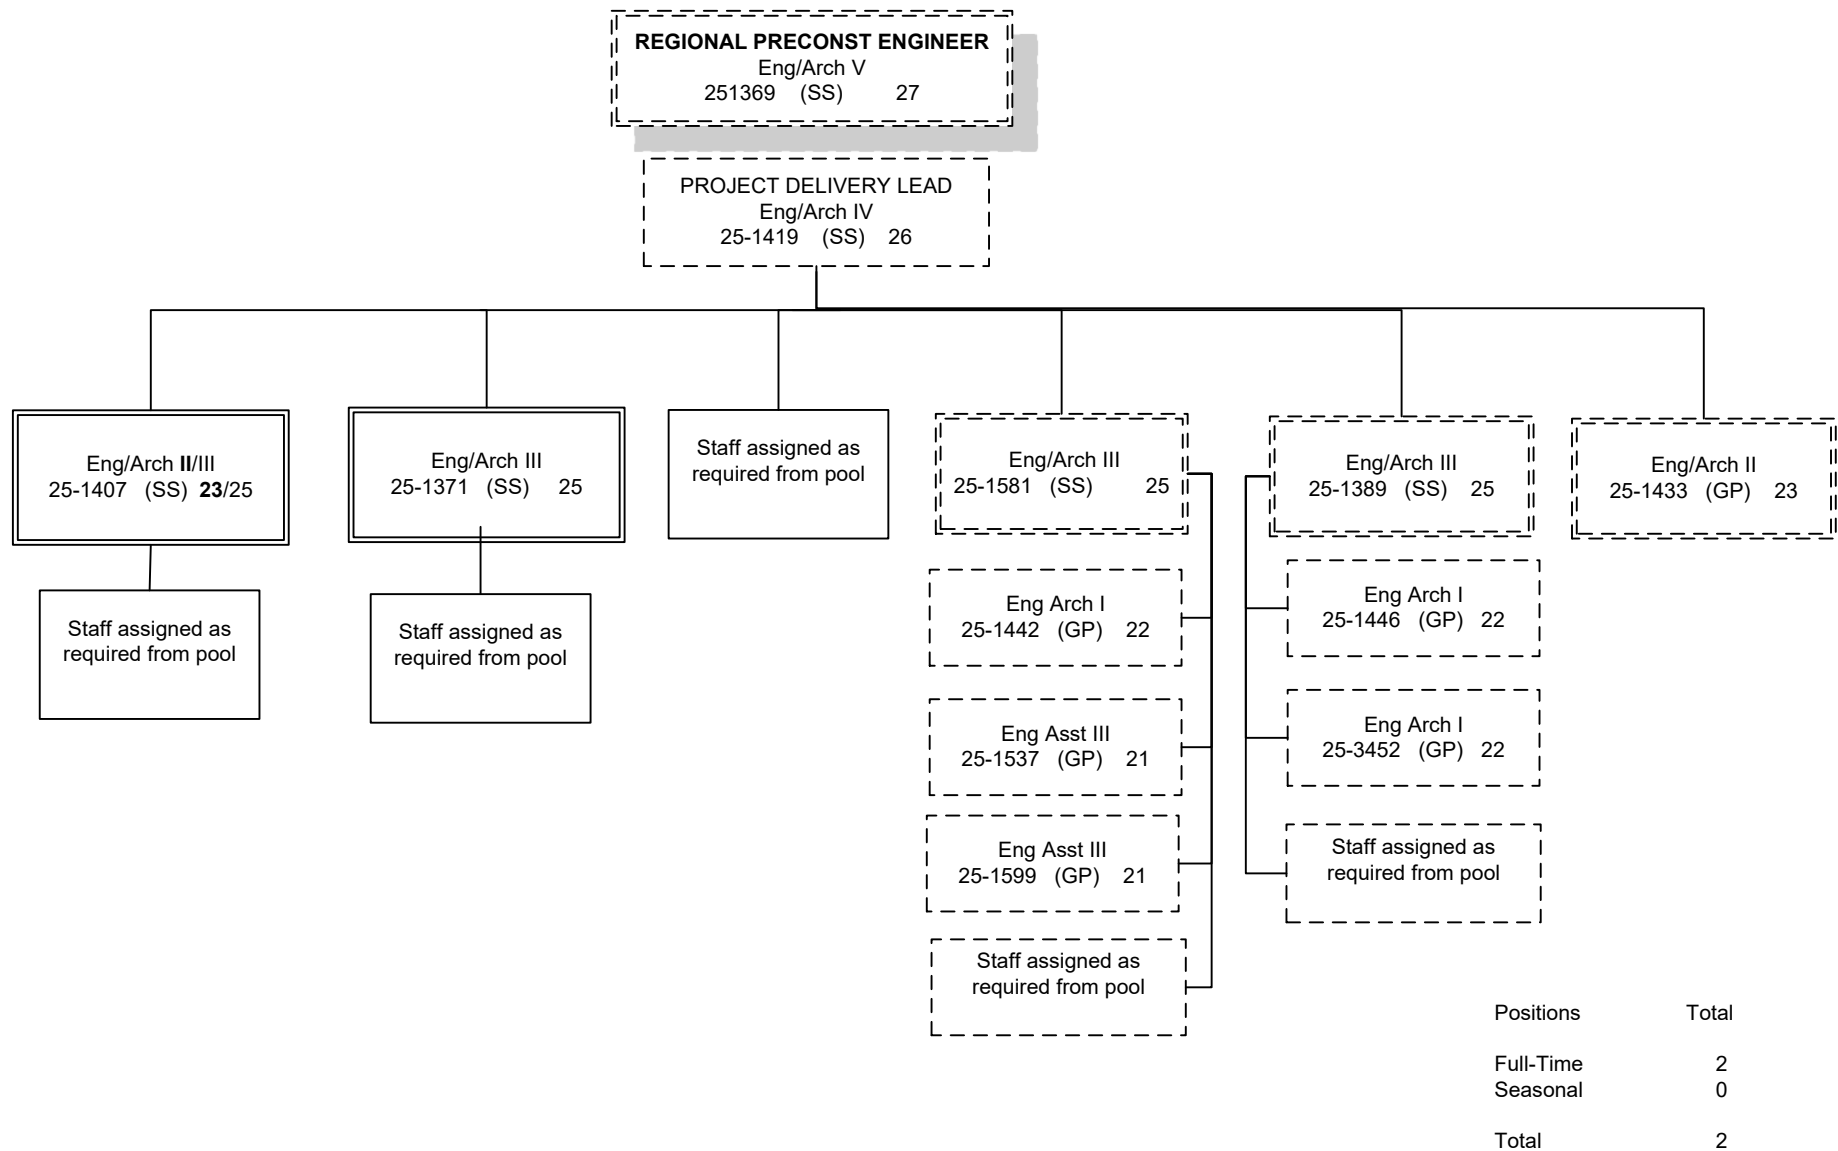 REGIONAL PRECONST ENGINEER
Eng/Arch V
251369 (SS) 27
PROJECT DELIVERY LEAD
Eng/Arch IV
25-1419 (SS) 26
Eng/Arch II/III
25-1407 (SS) 23/25
Staff assigned as
required from pool
Eng/Arch III
25-1371 (SS) 25
Staff assigned as
required from pool
Staff assigned as
required from pool
Eng/Arch III
25-1581 (SS) 25
Eng Arch I
25-1442 (GP) 22
Eng Asst III
25-1537 (GP) 21
Eng Asst III
25-1599 (GP) 21
Staff assigned as
required from pool
Eng/Arch III
25-1389 (SS) 25
Eng Arch I
25-1446 (GP) 22
Eng Arch I
25-3452 (GP) 22
Staff assigned as
required from pool
Eng/Arch II
25-1433 (GP) 23
Positions Total
Full-Time 2
Seasonal 0
Total 2